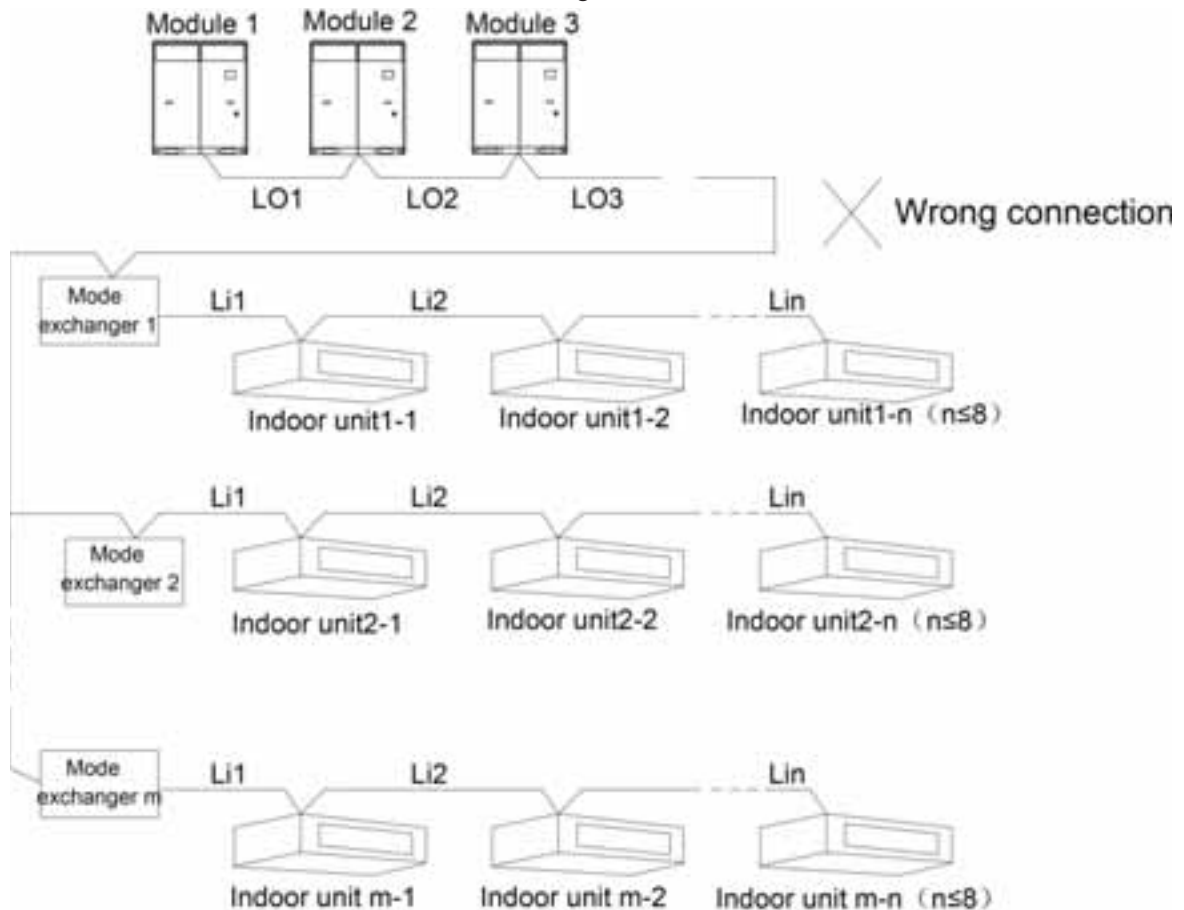 Module 1 Module 2 Module 3
LO1 LO2 LO3
Wrong connection
Mode
exchanger 1
Li1 Li2 Lin
Indoor unit1-1 Indoor unit1-2 Indoor unit1-n（n≤8）
Li1 Li2 Lin
Mode
exchanger 2
Indoor unit2-1 Indoor unit2-2 Indoor unit2-n（n≤8）
Mode
exchanger m
Li1 Li2 Lin
Indoor unit m-1 Indoor unit m-2 Indoor unit m-n（n≤8）